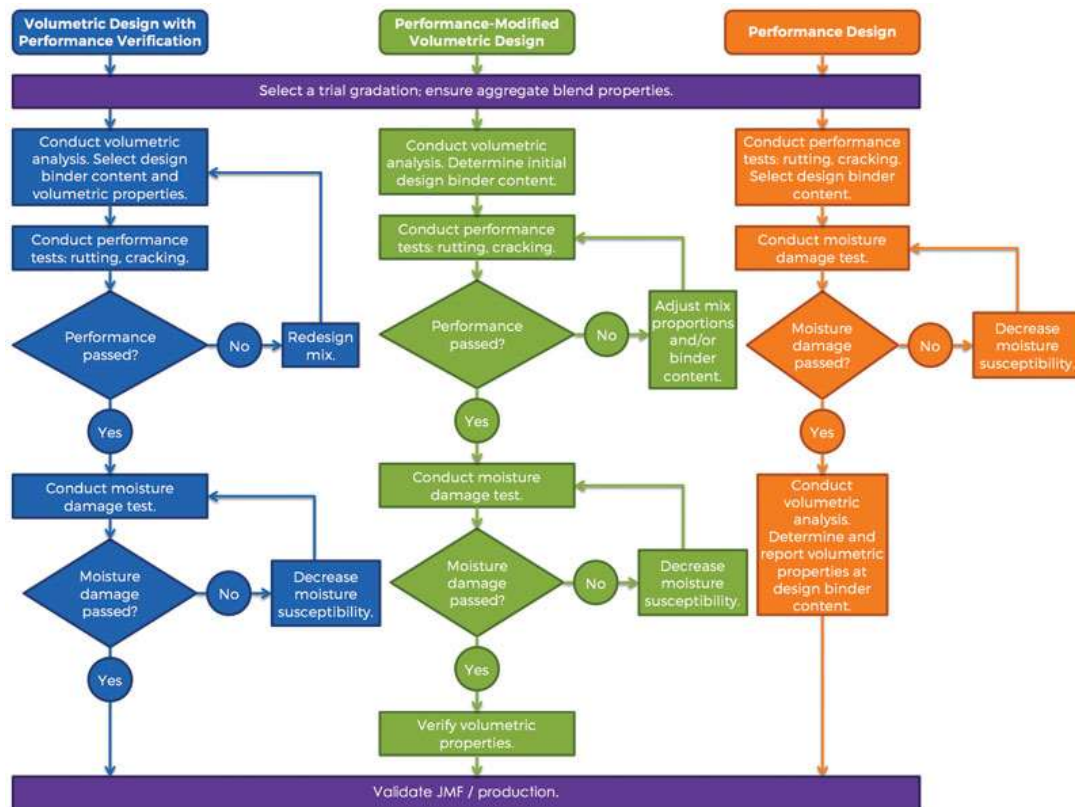 Volumetric Design with
Performance Verification
Performance-Modified
Volumetric Design
Performance Design
Select a trial gradation; ensure aggregate blend properties.
Conduct volumetric
analysis. Select design
binder content and
volumetric properties.
Conduct performance
tests: rutting, cracking.
Performance
passed?
No
Redesign
mix.
Yes
Conduct moisture
damage test.
Moisture
damage
passed?
No
Decrease
moisture
susceptibility.
Yes
Conduct volumetric
analysis. Determine initial
design binder content.
Conduct performance
tests: rutting, cracking.
Performance
passed?
No
Adjust mix
proportions
and/or
binder
content.
Yes
Conduct moisture
damage test.
Moisture
damage
passed?
No
Decrease
moisture
susceptibility.
Yes
Verify volumetric
properties.
Conduct performance
tests: rutting, cracking.
Select design binder
content.
Conduct moisture
damage test.
Moisture
damage
passed?
No
Decrease
moisture
susceptibility.
Yes
Conduct
volumetric
analysis.
Determine and
report volumetric
properties at
design binder
content.
Validate JMF / production.